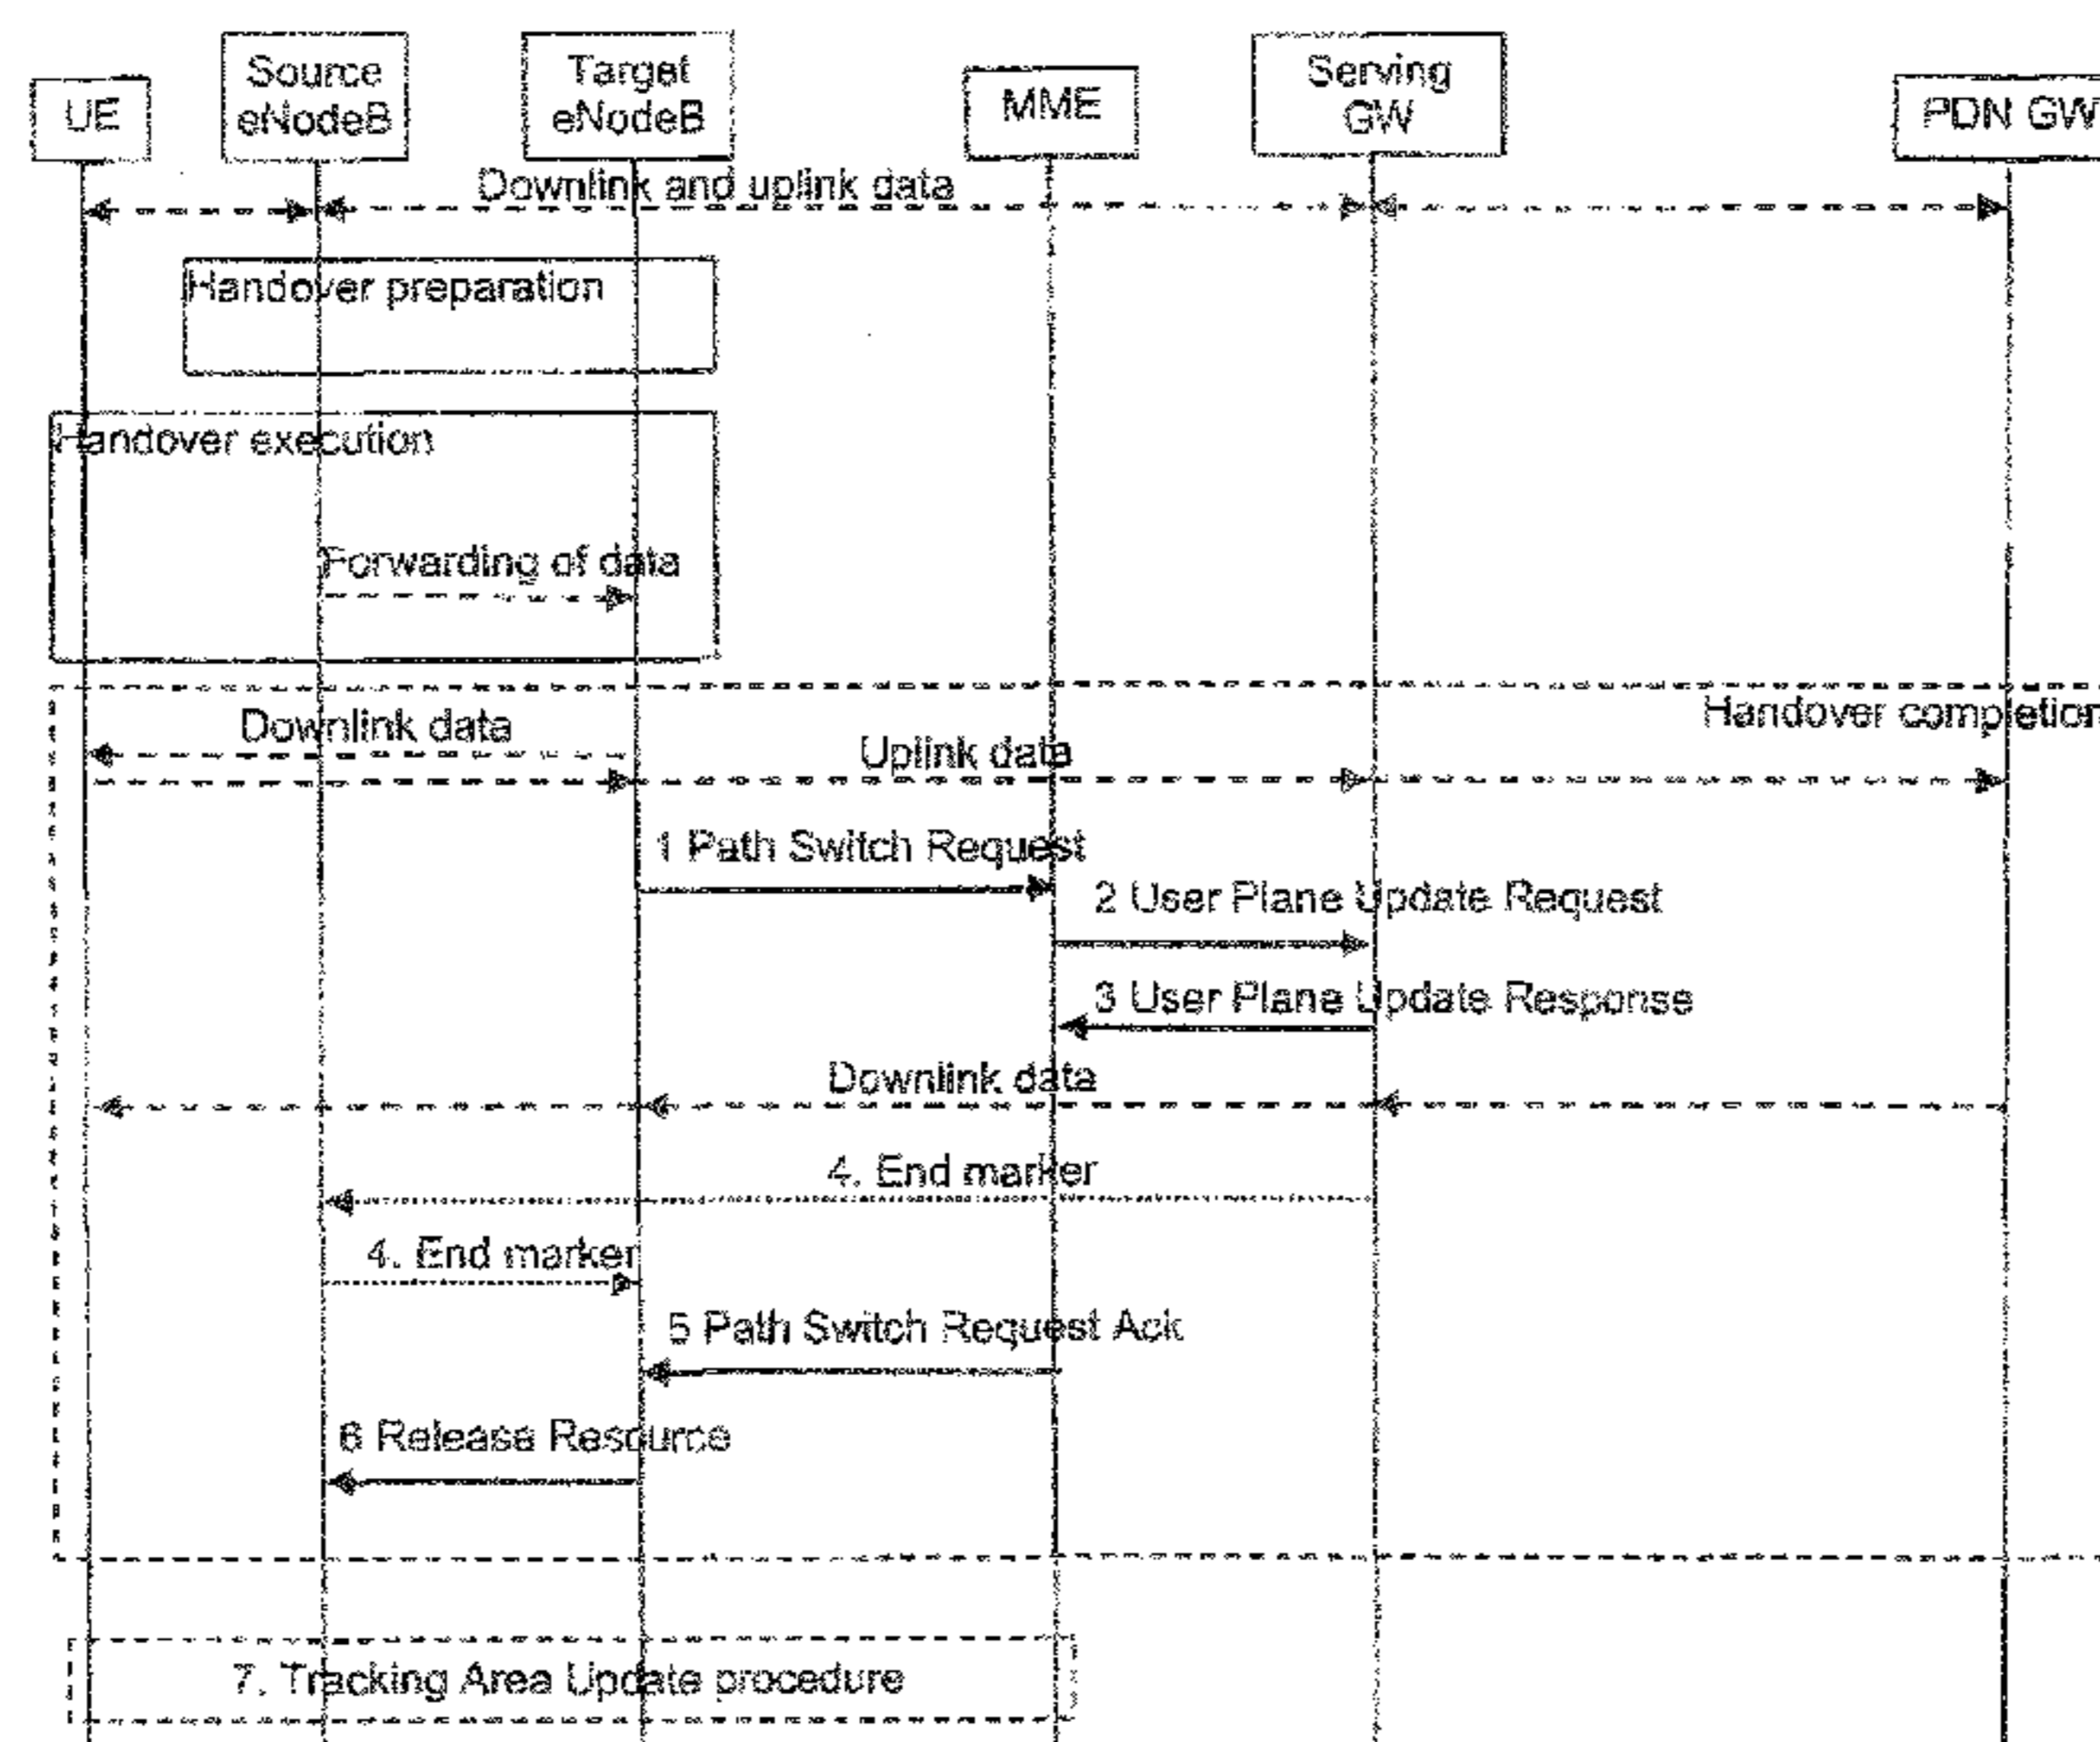 UE
Source
eNodeB
Target
eNodeB
MME
Serving
GW
PDN GW
Downlink and uplink data
Handover preparation
Handover execution
Forwarding of data
Handover completion
Downlink data
Uplink data
1 Path Switch Request
2 User Plane Update Request
3 User Plane Update Response
Downlink data
4. End marker
4. End marker
5 Path Switch Request Ack
6 Release Resource
7. Tracking Area Update procedure